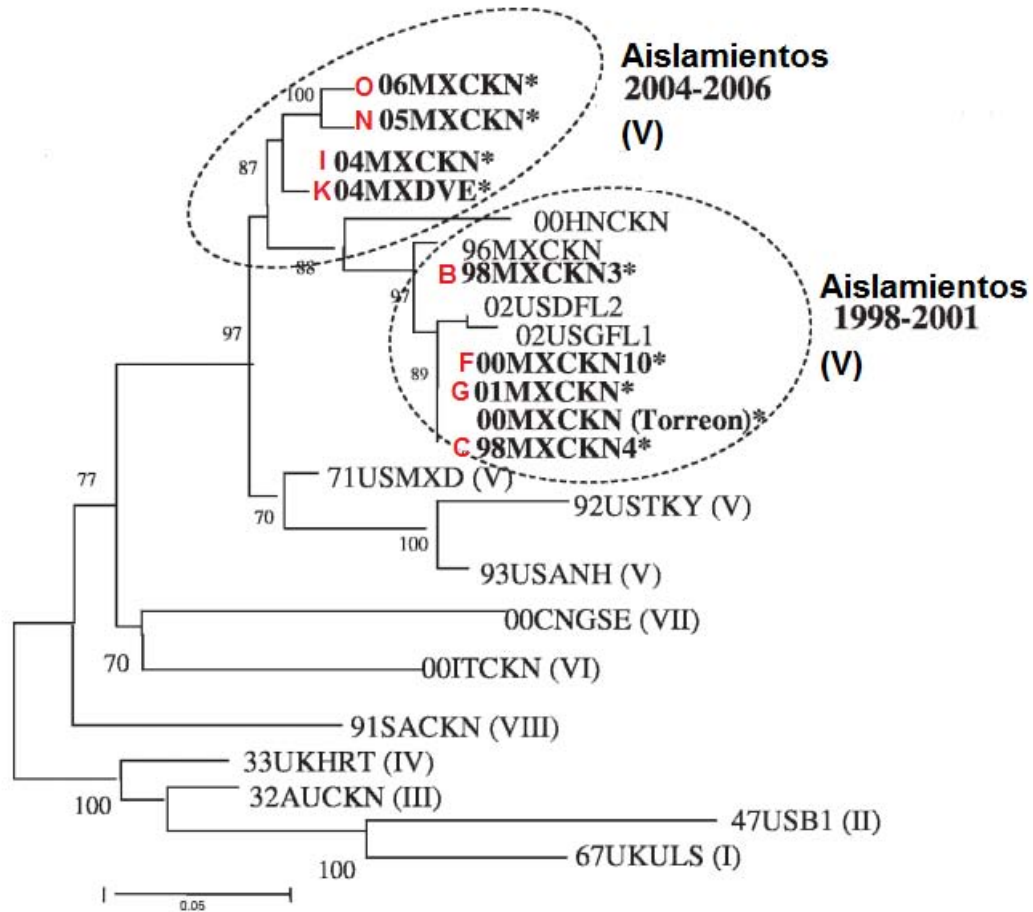 Aislamientos
2004-2006
(V)
100
O 06MXCKN*
N 05MXCKN*
87
I 04MXCKN*
K 04MXDVE*
00HNCKN
88
96MXCKN
B 98MXCKN3*
97
02USDFL2
02USGFL1
Aislamientos
1998-2001
(V)
97
89
F 00MXCKN10*
G 01MXCKN*
00MXCKN (Torreon)*
C 98MXCKN4*
77
71USMXD (V)
70
92USTKY (V)
100
93USANH (V)
00CNGSE (VII)
70
00ITCKN (VI)
91SACKN (VIII)
33UKHRT (IV)
100
32AUCKN (III)
47USB1 (II)
100
67UKULS (I)
0.05